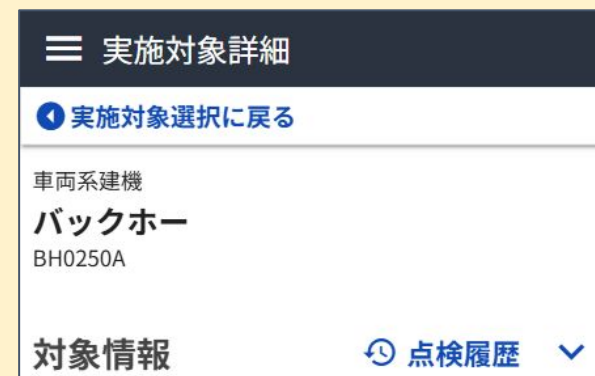 実施対象詳細
実施対象選択に戻る
車両系建機
バックホー
BH0250A
対象情報 点検履歴